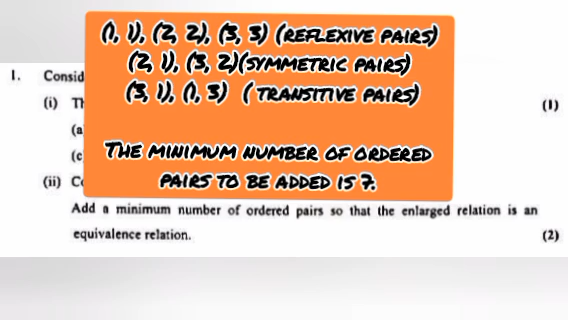 (1, 1), (2, 2), (3, 3) (REFLEXIVE PAIRS)
(2, 1), (3, 2)(SYMMETRIC PAIRS)
(3, 1), (1, 3) (TRANSITIVE PAIRS)
THE MINIMUM NUMBER OF ORDERED
PAIRS TO BE ADDED IS 7.
1. Consid
(i) Th (1)
(a
(c
(ii) Co
Add a minimum number of ordered pairs so that the enlarged relation is an
equivalence relation. (2)